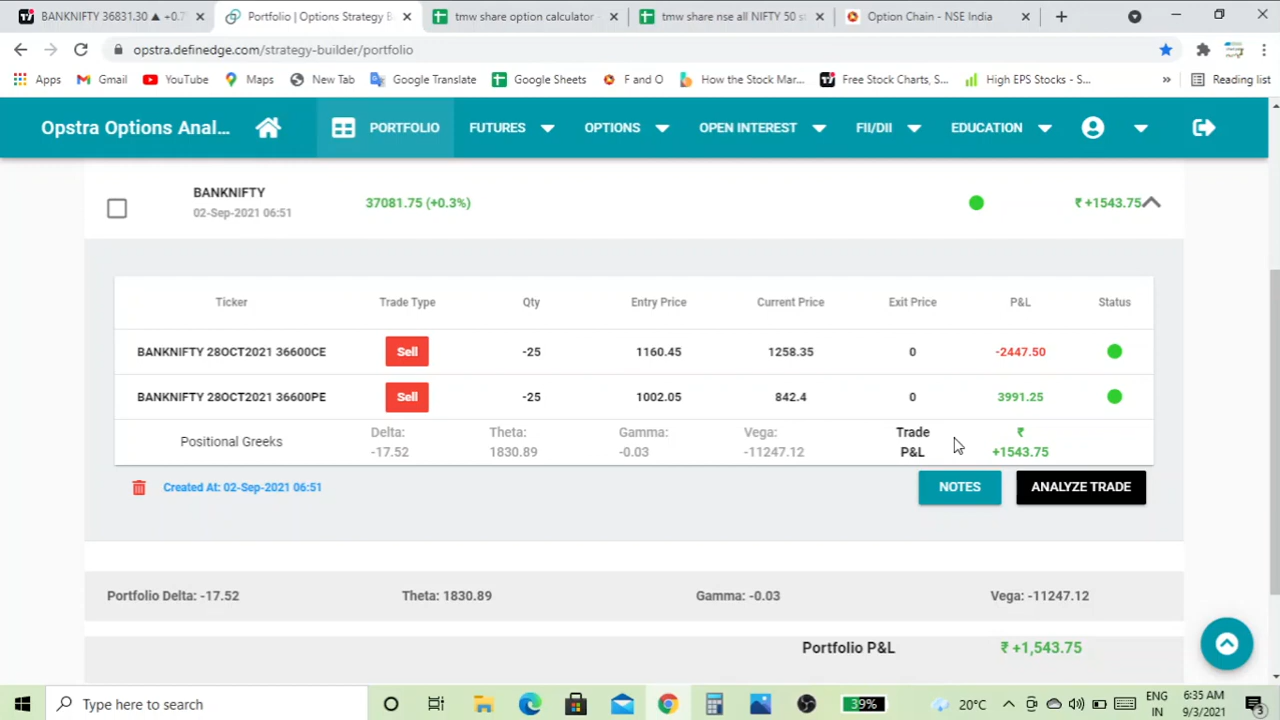 BANKNIFTY 36831.30 ▲ +0.7
Portfolio | Options Strategy B
tmw share option calculator -
tmw share nse all NIFTY 50 st
Option Chain - NSE India
opstra.definedge.com/strategy-builder/portfolio
Apps
Gmail
YouTube
Maps
New Tab
Google Translate
Google Sheets
F and O
How the Stock Mar...
Free Stock Charts, S...
High EPS Stocks - S...
»
Reading list
Opstra Options Anal...
PORTFOLIO
FUTURES
OPTIONS
OPEN INTEREST
FII/DII
EDUCATION
BANKNIFTY
02-Sep-2021 06:51
37081.75 (+0.3%)
₹ +1543.75
Ticker Trade Type Qty Entry Price Current Price Exit Price P&L Status
BANKNIFTY 28OCT2021 36600CE Sell -25 1160.45 1258.35 0 -2447.50
BANKNIFTY 28OCT2021 36600PE Sell -25 1002.05 842.4 0 3991.25
Positional Greeks
Delta:
-17.52
Theta:
1830.89
Gamma:
-0.03
Vega:
-11247.12
Trade
P&L
₹
+1543.75
Created At: 02-Sep-2021 06:51
NOTES
ANALYZE TRADE
Portfolio Delta: -17.52 Theta: 1830.89 Gamma: -0.03 Vega: -11247.12
Portfolio P&L ₹ +1,543.75
Type here to search
39%
20°C
ENG
IN
6:35 AM
9/3/2021
3